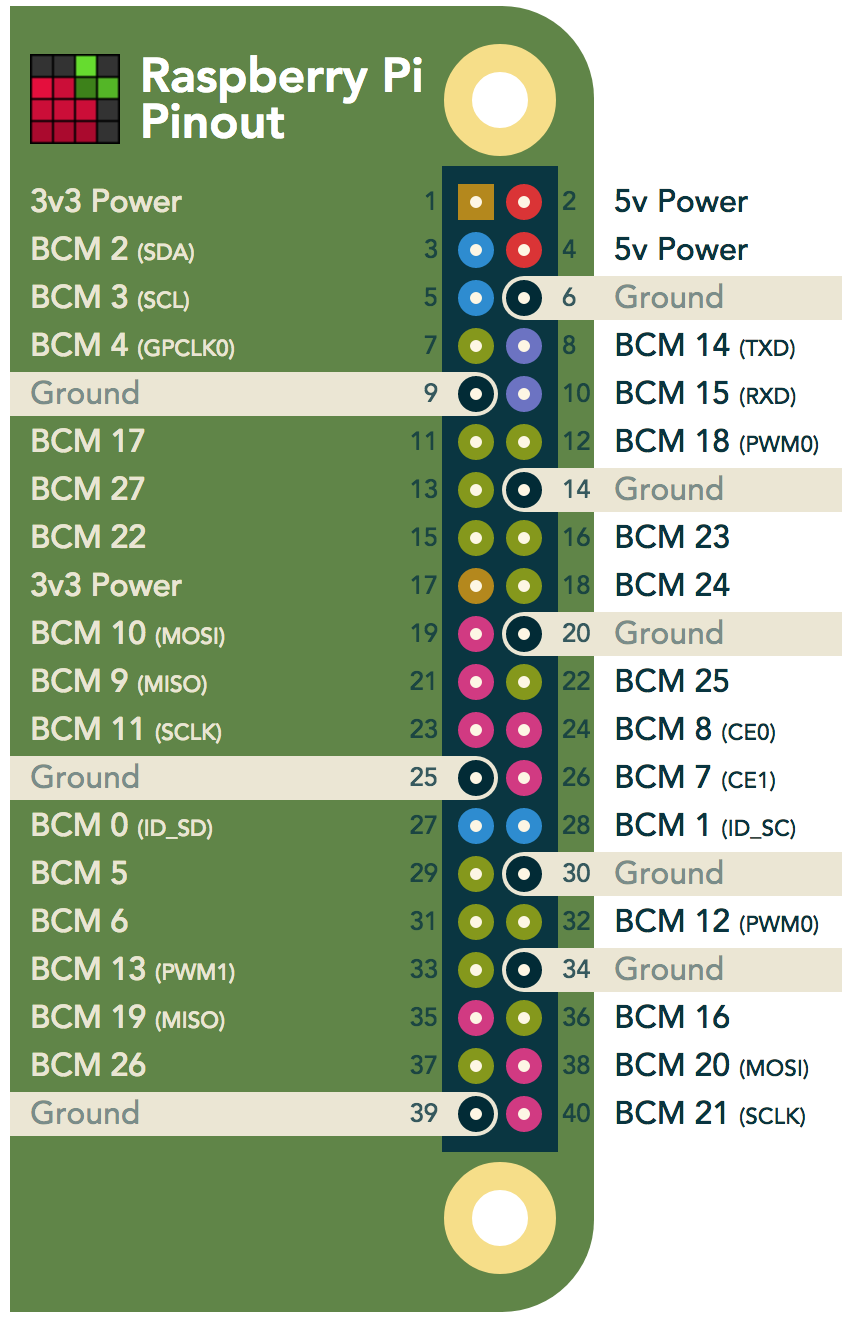 Raspberry Pi
Pinout
3v3 Power 1 2 5v Power
BCM 2 (SDA) 3 4 5v Power
BCM 3 (SCL) 5 6 Ground
BCM 4 (GPCLK0) 7 8 BCM 14 (TXD)
Ground 9 10 BCM 15 (RXD)
BCM 17 11 12 BCM 18 (PWM0)
BCM 27 13 14 Ground
BCM 22 15 16 BCM 23
3v3 Power 17 18 BCM 24
BCM 10 (MOSI) 19 20 Ground
BCM 9 (MISO) 21 22 BCM 25
BCM 11 (SCLK) 23 24 BCM 8 (CE0)
Ground 25 26 BCM 7 (CE1)
BCM 0 (ID_SD) 27 28 BCM 1 (ID_SC)
BCM 5 29 30 Ground
BCM 6 31 32 BCM 12 (PWM0)
BCM 13 (PWM1) 33 34 Ground
BCM 19 (MISO) 35 36 BCM 16
BCM 26 37 38 BCM 20 (MOSI)
Ground 39 40 BCM 21 (SCLK)